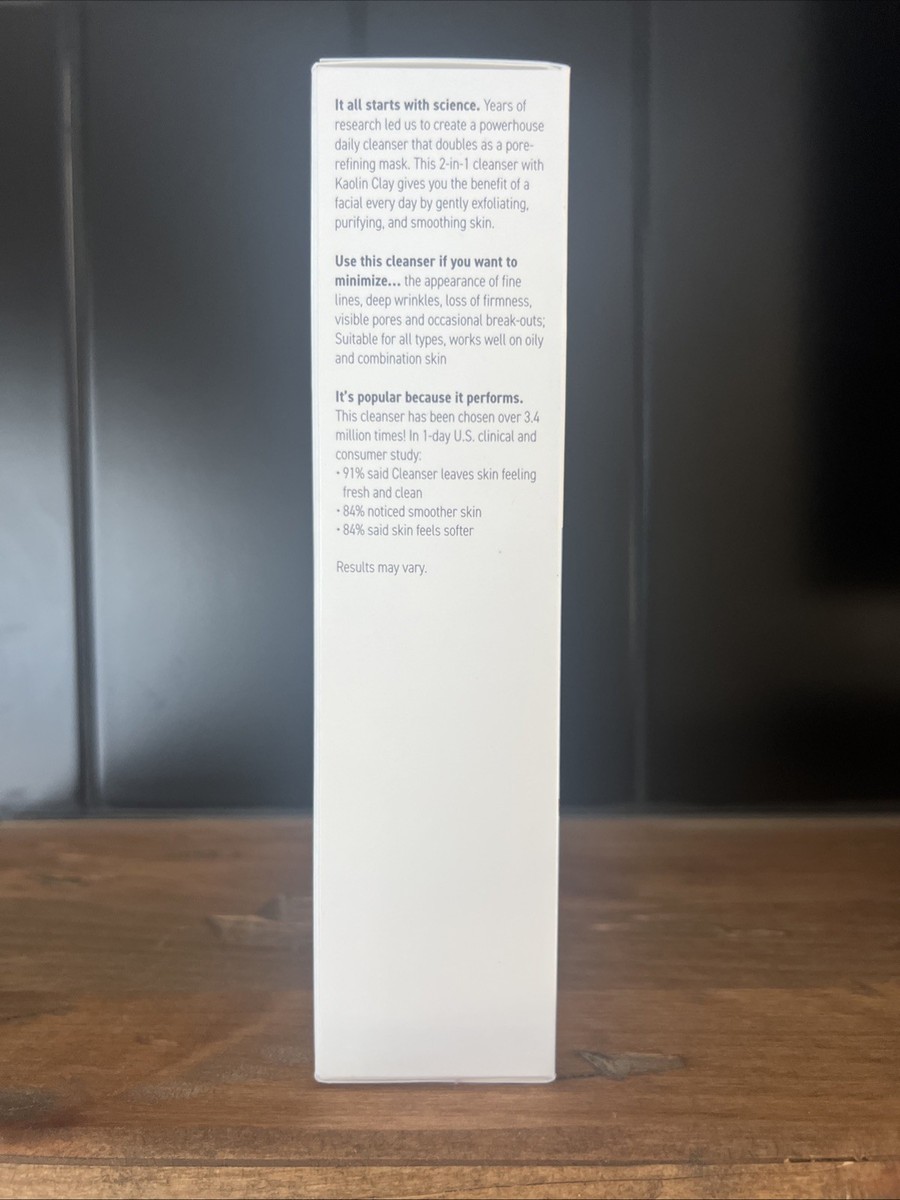 It all starts with science. Years of
research led us to create a powerhouse
daily cleanser that doubles as a pore-
refining mask. This 2-in-1 cleanser with
Kaolin Clay gives you the benefit of a
facial every day by gently exfoliating,
purifying, and smoothing skin.
Use this cleanser if you want to
minimize... the appearance of fine
lines, deep wrinkles, loss of firmness,
visible pores and occasional break-outs;
Suitable for all types, works well on oily
and combination skin
It's popular because it performs.
This cleanser has been chosen over 3.4
million times! In 1-day U.S. clinical and
consumer study:
• 91% said Cleanser leaves skin feeling
fresh and clean
• 84% noticed smoother skin
• 84% said skin feels softer
Results may vary.